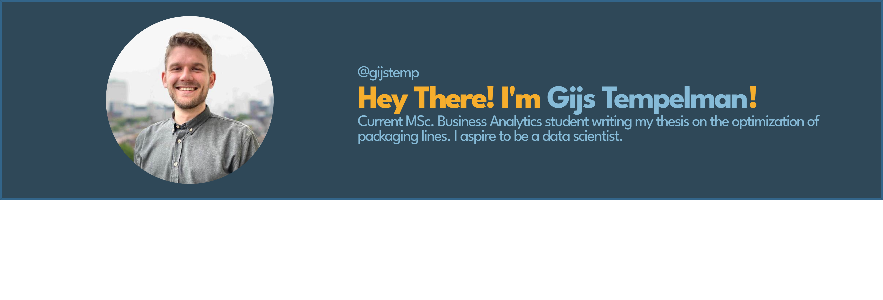 @gijstemp
Hey There! I'm Gijs Tempelman!
Current MSc. Business Analytics student writing my thesis on the optimization of
packaging lines. I aspire to be a data scientist.